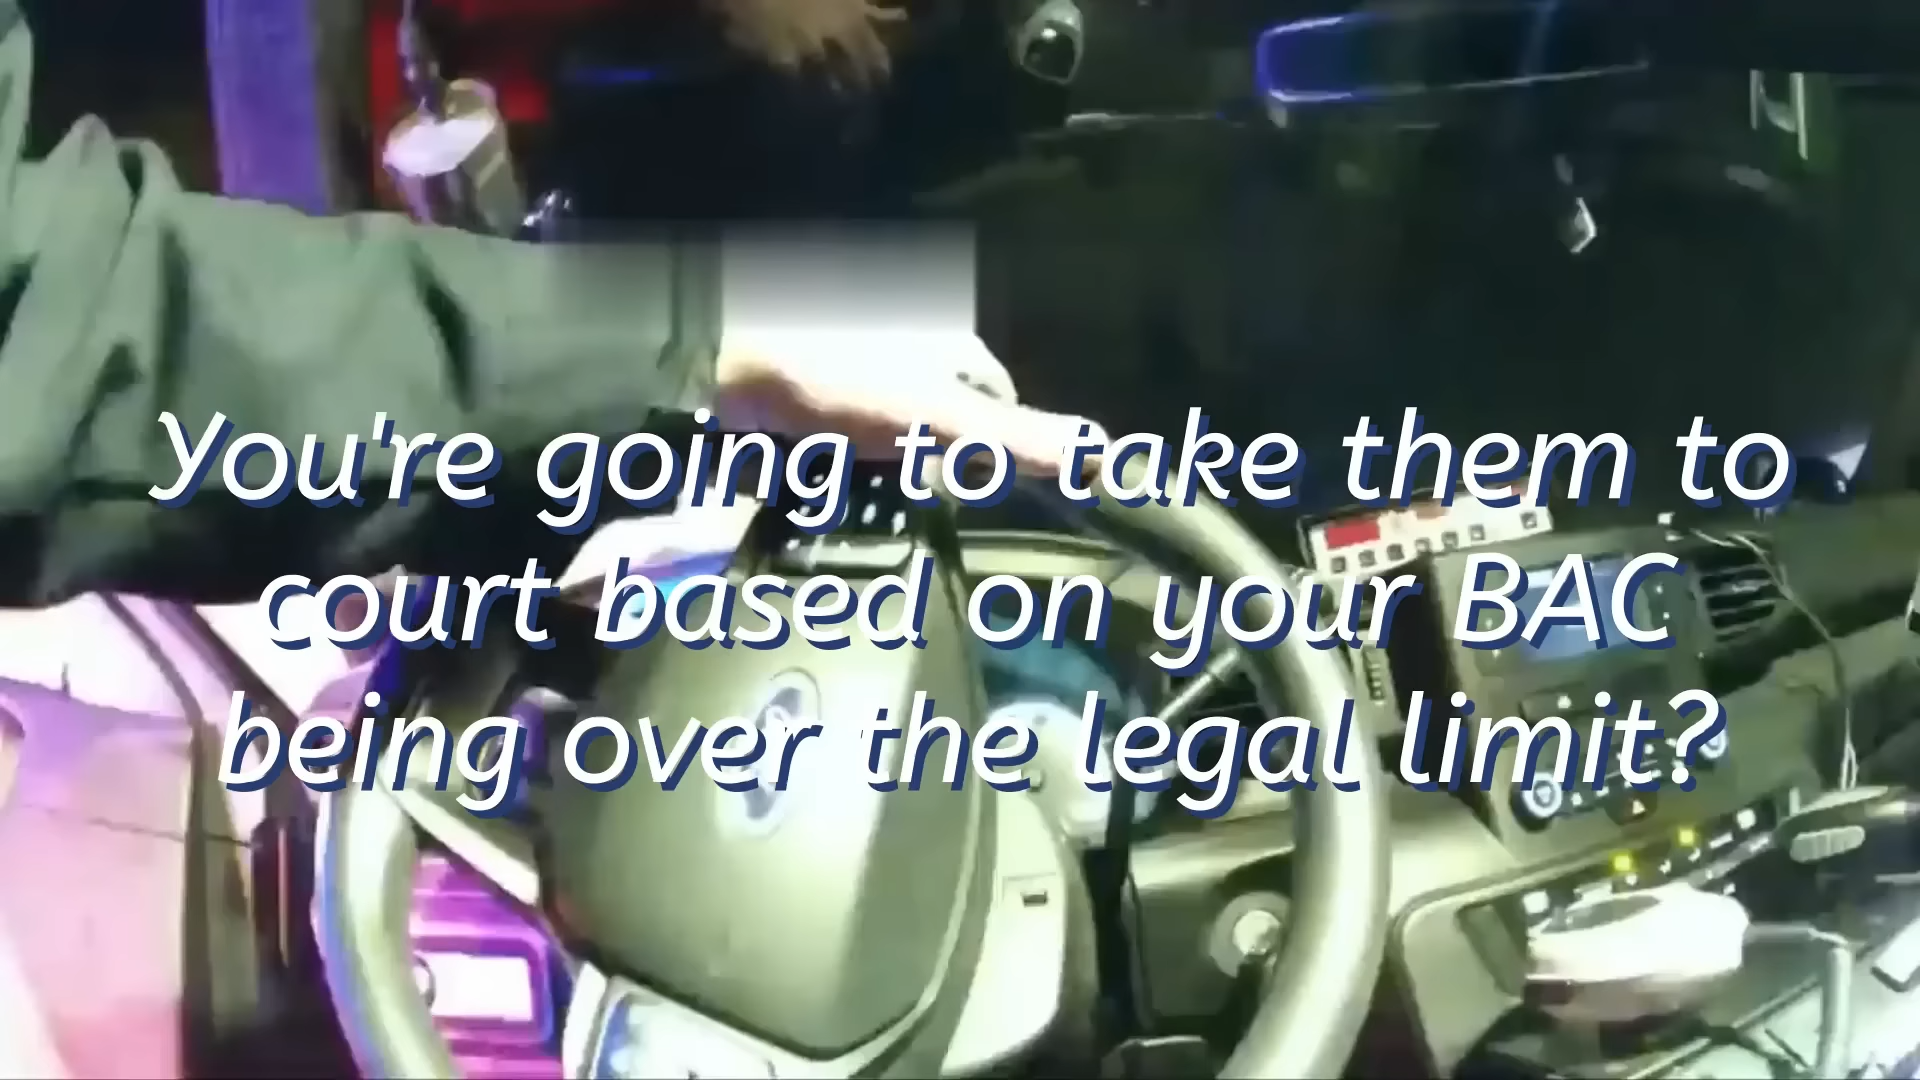 You're going to take them to
court based on your BAC
being over the legal limit?